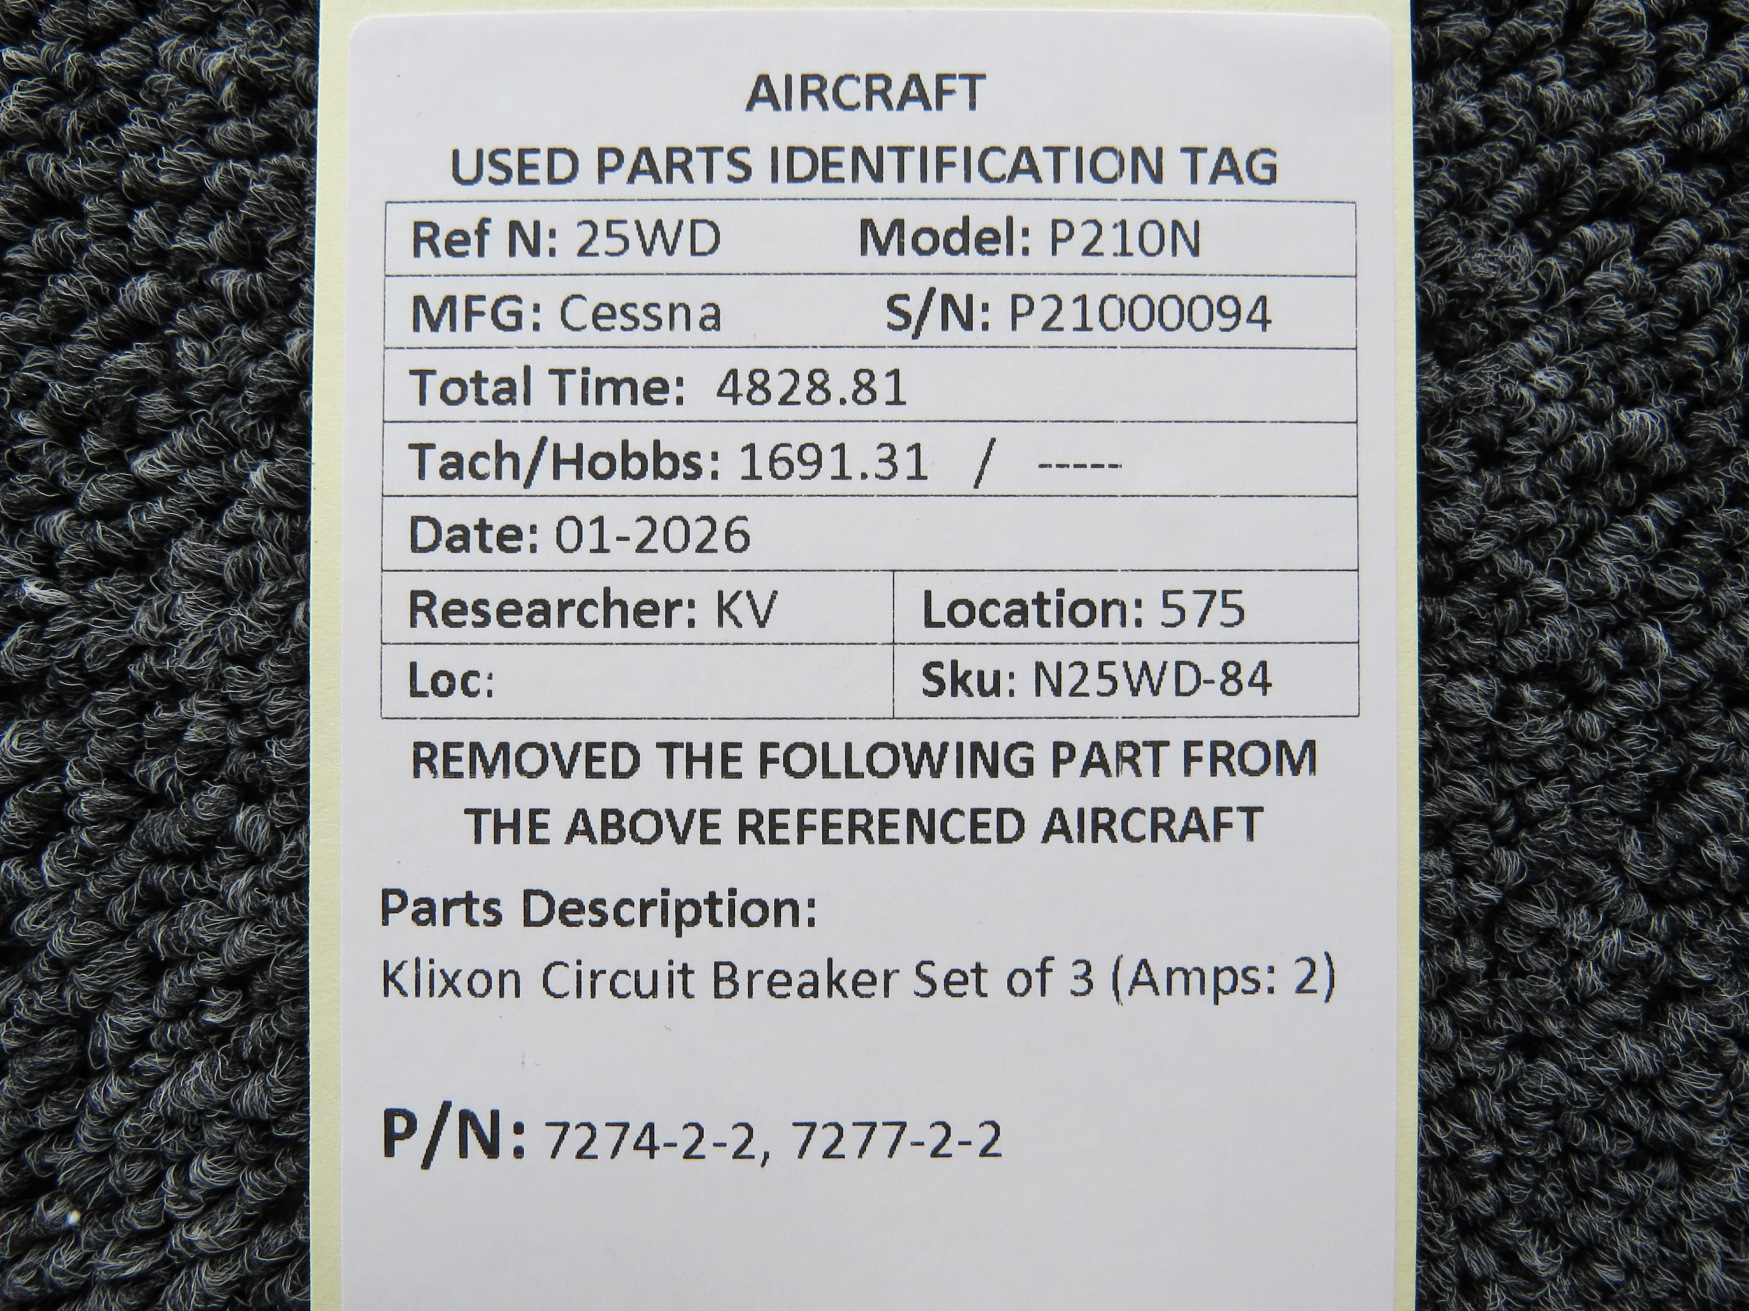 AIRCRAFT
USED PARTS IDENTIFICATION TAG
Ref N: 25WD Model: P210N
MFG: Cessna S/N: P21000094
Total Time: 4828.81
Tach/Hobbs: 1691.31 / -----
Date: 01-2026
Researcher: KV Location: 575
Loc: Sku: N25WD-84
REMOVED THE FOLLOWING PART FROM
THE ABOVE REFERENCED AIRCRAFT
Parts Description:
Klixon Circuit Breaker Set of 3 (Amps: 2)
P/N: 7274-2-2, 7277-2-2